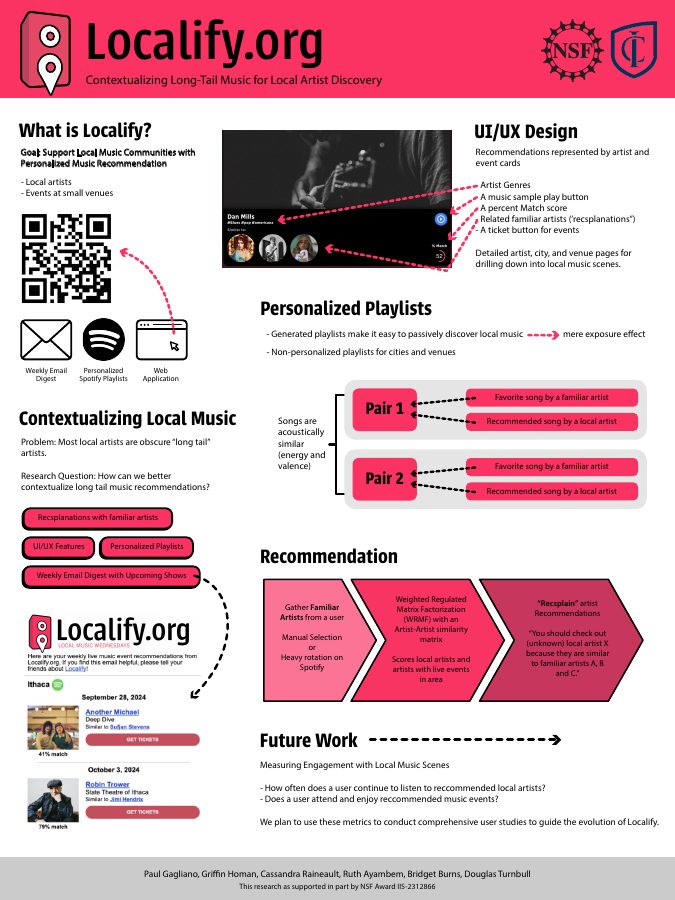 Localify.org
Contextualizing Long-Tail Music for Local Artist Discovery
NSF
What is Localify?
Goal: Support Local Music Communities with
Personalized Music Recommendation
- Local artists
- Events at small venues
Weekly Email
Digest
Personalized
Spotify Playlists
Web
Application
Contextualizing Local Music
Problem: Most local artists are obscure “long tail”
artists.
Research Question: How can we better
contextualize long tail music recommendations?
Recsplanations with familiar artists
UI/UX Features
Personalized Playlists
Weekly Email Digest with Upcoming Shows
Localify.org
LOCAL MUSIC WEDNESDAYS
Here are your weekly live music event recommendations from
Localify.org. If you find this email helpful, please tell your
friends about Localify!
Ithaca
September 28, 2024
Another Michael
Deep Dive
Similar to Sufjan Stevens
GET TICKETS
41% match
October 3, 2024
Robin Trower
State Theatre of Ithaca
Similar to Jimi Hendrix
GET TICKETS
79% match
Dan Mills
#blues #pop #americana
Similar to:
% Match
52
UI/UX Design
Recommendations represented by artist and
event cards
- Artist Genres
- A music sample play button
- A percent Match score
- Related familiar artists (‘recsplanations”)
- A ticket button for events
Detailed artist, city, and venue pages for
drilling down into local music scenes.
Personalized Playlists
- Generated playlists make it easy to passively discover local music
mere exposure effect
- Non-personalized playlists for cities and venues
Songs are
acoustically
similar
(energy and
valence)
Pair 1
Favorite song by a familiar artist
Recommended song by a local artist
Pair 2
Favorite song by a familiar artist
Recommended song by a local artist
Recommendation
Gather Familiar
Artists from a user
Manual Selection
or
Heavy rotation on
Spotify
Weighted Regulated
Matrix Factorization
(WRMF) with an
Artist-Artist similarity
matrix
Scores local artists and
artists with live events
in area
“Recsplain” artist
Recommendations
“You should check out
(unknown) local artist X
because they are similar
to familiar artists A, B
and C.”
Future Work
Measuring Engagement with Local Music Scenes
- How often does a user continue to listen to reccommended local artists?
- Does a user attend and enjoy reccommended music events?
We plan to use these metrics to conduct comprehensive user studies to guide the evolution of Localify.
Paul Gagliano, Griffin Homan, Cassandra Raineault, Ruth Ayambem, Bridget Burns, Douglas Turnbull
This research as supported in part by NSF Award IIS-2312866